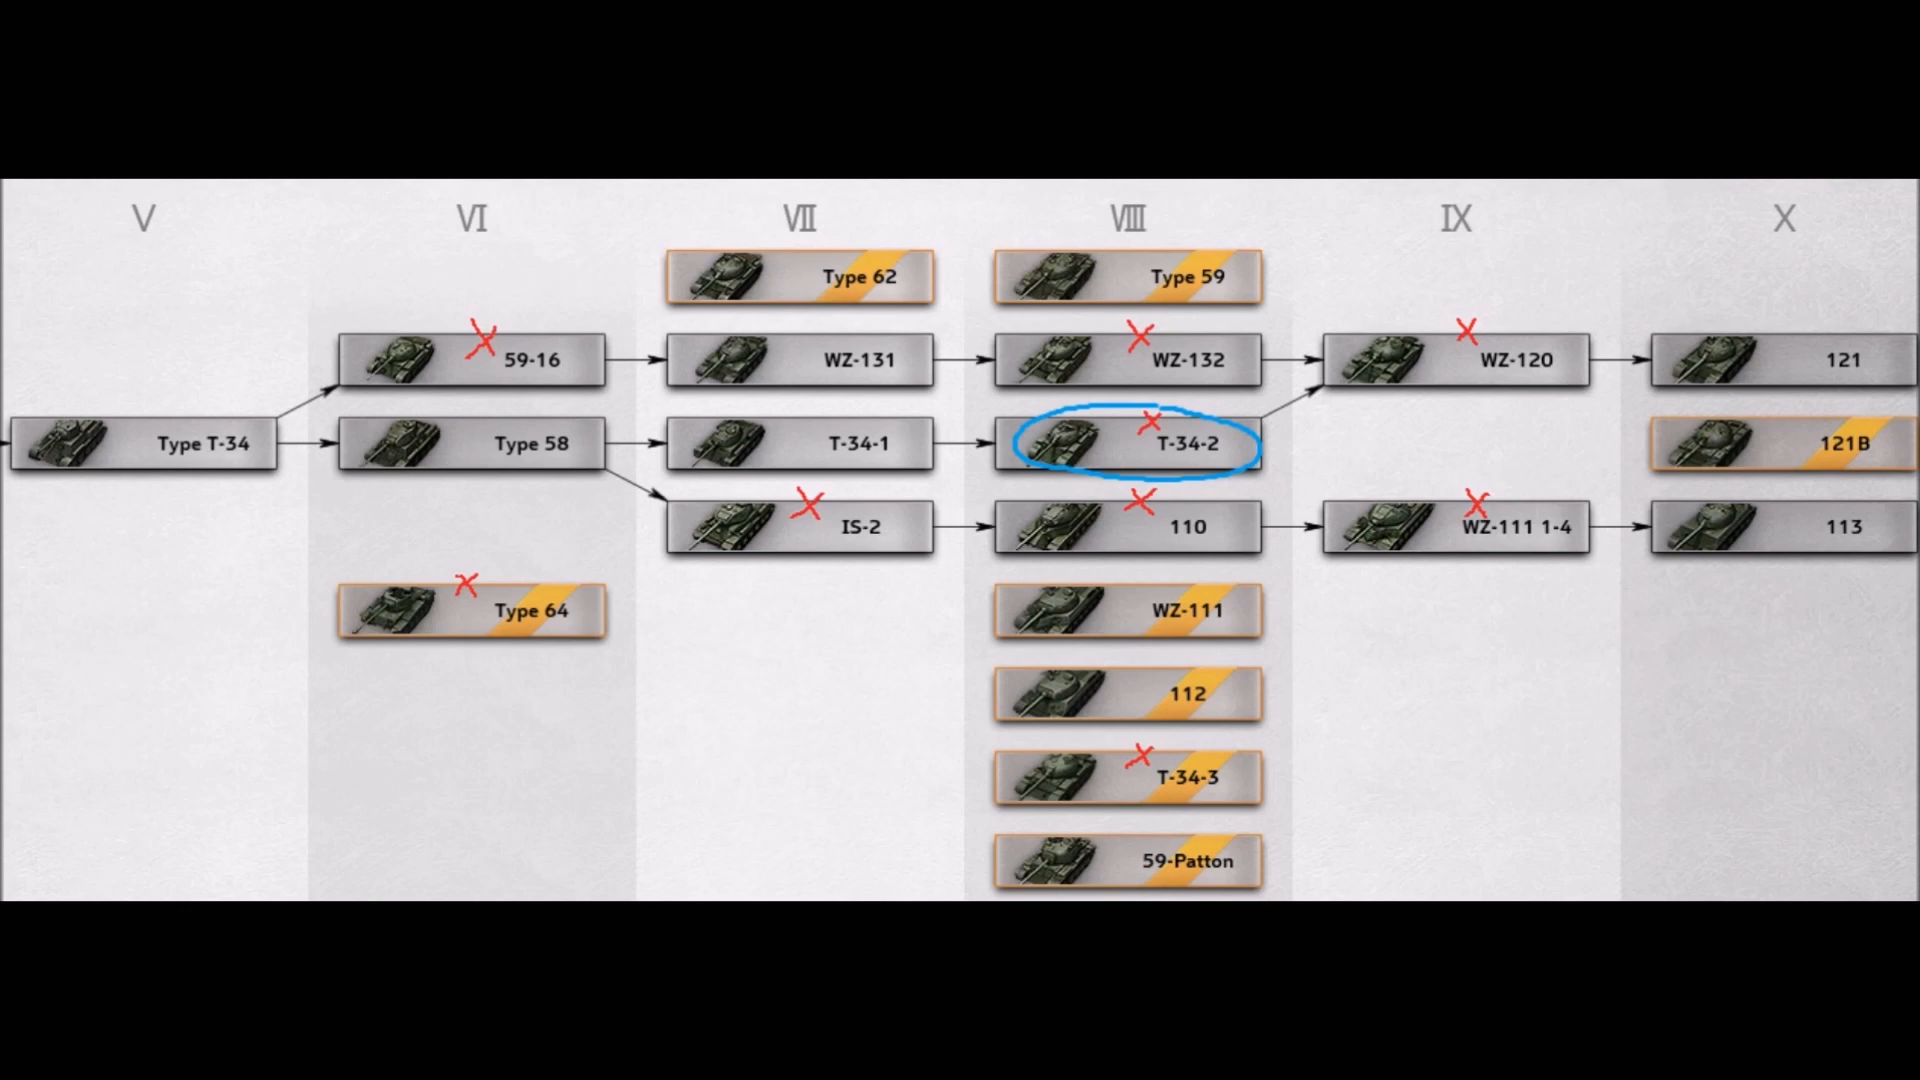 V VI VII VIII IX X
Type 62 Type 59
59-16 WZ-131 WZ-132 WZ-120 121
Type T-34 Type 58 T-34-1 T-34-2 121B
IS-2 110 WZ-111 1-4 113
Type 64 WZ-111
112
T-34-3
59-Patton